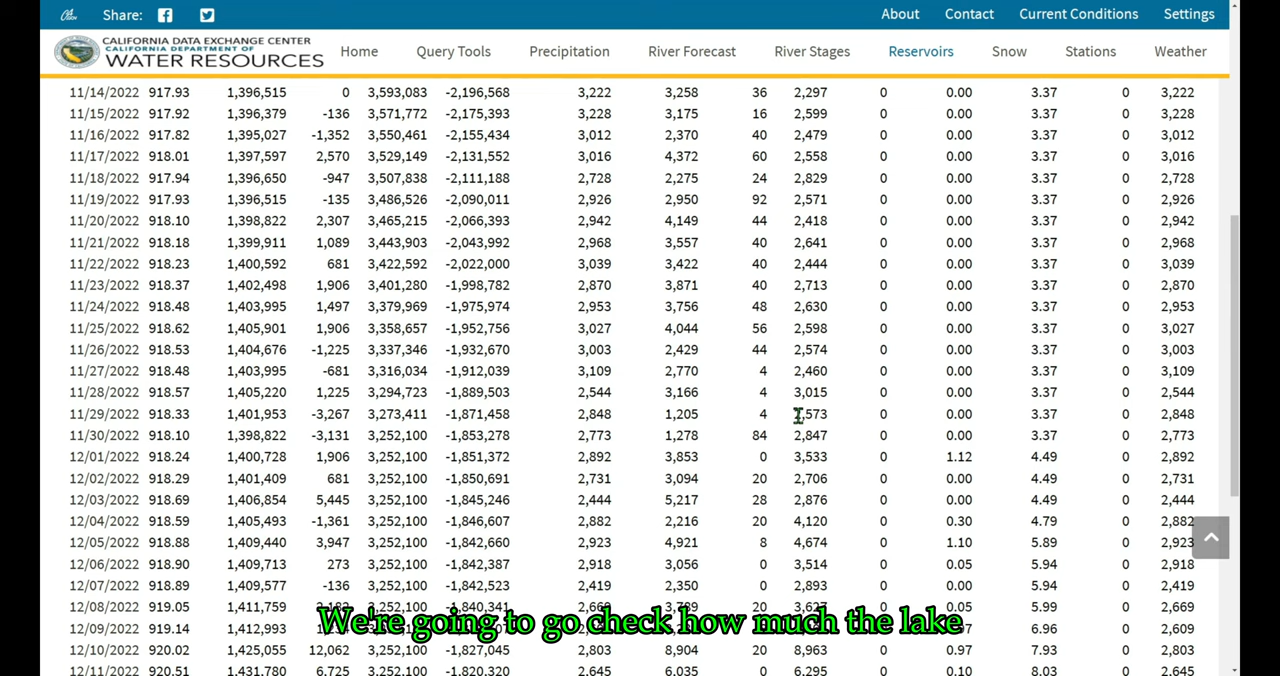 Share:
About Contact Current Conditions Settings
CALIFORNIA DATA EXCHANGE CENTER
CALIFORNIA DEPARTMENT OF
WATER RESOURCES
Home Query Tools Precipitation River Forecast River Stages Reservoirs Snow Stations Weather
11/14/2022 917.93 1,396,515 0 3,593,083 -2,196,568 3,222 3,258 36 2,297 0 0.00 3.37 0 3,222
11/15/2022 917.92 1,396,379 -136 3,571,772 -2,175,393 3,228 3,175 16 2,599 0 0.00 3.37 0 3,228
11/16/2022 917.82 1,395,027 -1,352 3,550,461 -2,155,434 3,012 2,370 40 2,479 0 0.00 3.37 0 3,012
11/17/2022 918.01 1,397,597 2,570 3,529,149 -2,131,552 3,016 4,372 60 2,558 0 0.00 3.37 0 3,016
11/18/2022 917.94 1,396,650 -947 3,507,838 -2,111,188 2,728 2,275 24 2,829 0 0.00 3.37 0 2,728
11/19/2022 917.93 1,396,515 -135 3,486,526 -2,090,011 2,926 2,950 92 2,571 0 0.00 3.37 0 2,926
11/20/2022 918.10 1,398,822 2,307 3,465,215 -2,066,393 2,942 4,149 44 2,418 0 0.00 3.37 0 2,942
11/21/2022 918.18 1,399,911 1,089 3,443,903 -2,043,992 2,968 3,557 40 2,641 0 0.00 3.37 0 2,968
11/22/2022 918.23 1,400,592 681 3,422,592 -2,022,000 3,039 3,422 40 2,444 0 0.00 3.37 0 3,039
11/23/2022 918.37 1,402,498 1,906 3,401,280 -1,998,782 2,870 3,871 40 2,713 0 0.00 3.37 0 2,870
11/24/2022 918.48 1,403,995 1,497 3,379,969 -1,975,974 2,953 3,756 48 2,630 0 0.00 3.37 0 2,953
11/25/2022 918.62 1,405,901 1,906 3,358,657 -1,952,756 3,027 4,044 56 2,598 0 0.00 3.37 0 3,027
11/26/2022 918.53 1,404,676 -1,225 3,337,346 -1,932,670 3,003 2,429 44 2,574 0 0.00 3.37 0 3,003
11/27/2022 918.48 1,403,995 -681 3,316,034 -1,912,039 3,109 2,770 4 2,460 0 0.00 3.37 0 3,109
11/28/2022 918.57 1,405,220 1,225 3,294,723 -1,889,503 2,544 3,166 4 3,015 0 0.00 3.37 0 2,544
11/29/2022 918.33 1,401,953 -3,267 3,273,411 -1,871,458 2,848 1,205 4 2,573 0 0.00 3.37 0 2,848
11/30/2022 918.10 1,398,822 -3,131 3,252,100 -1,853,278 2,773 1,278 84 2,847 0 0.00 3.37 0 2,773
12/01/2022 918.24 1,400,728 1,906 3,252,100 -1,851,372 2,892 3,853 0 3,533 0 1.12 4.49 0 2,892
12/02/2022 918.29 1,401,409 681 3,252,100 -1,850,691 2,731 3,094 20 2,706 0 0.00 4.49 0 2,731
12/03/2022 918.69 1,406,854 5,445 3,252,100 -1,845,246 2,444 5,217 28 2,876 0 0.00 4.49 0 2,444
12/04/2022 918.59 1,405,493 -1,361 3,252,100 -1,846,607 2,882 2,216 20 4,120 0 0.30 4.79 0 2,882
12/05/2022 918.88 1,409,440 3,947 3,252,100 -1,842,660 2,923 4,921 8 4,674 0 1.10 5.89 0 2,923
12/06/2022 918.90 1,409,713 273 3,252,100 -1,842,387 2,918 3,056 0 3,514 0 0.05 5.94 0 2,918
12/07/2022 918.89 1,409,577 -136 3,252,100 -1,842,523 2,419 2,350 0 2,893 0 0.00 5.94 0 2,419
12/08/2022 919.05 1,411,759 3,252,100 -1,840,341 20 0 0.05 5.99 0 2,669
We're going to go check how much the lake
12/09/2022 919.14 1,412,993 6.96 0 2,609
12/10/2022 920.02 1,425,055 12,062 3,252,100 -1,827,045 2,803 8,904 20 8,963 0 0.97 7.93 0 2,803
12/11/2022 920.51 1,431,780 6,725 3,252,100 -1,820,320 2,645 6,035 0 6,295 0 0.10 8.03 0 2,645